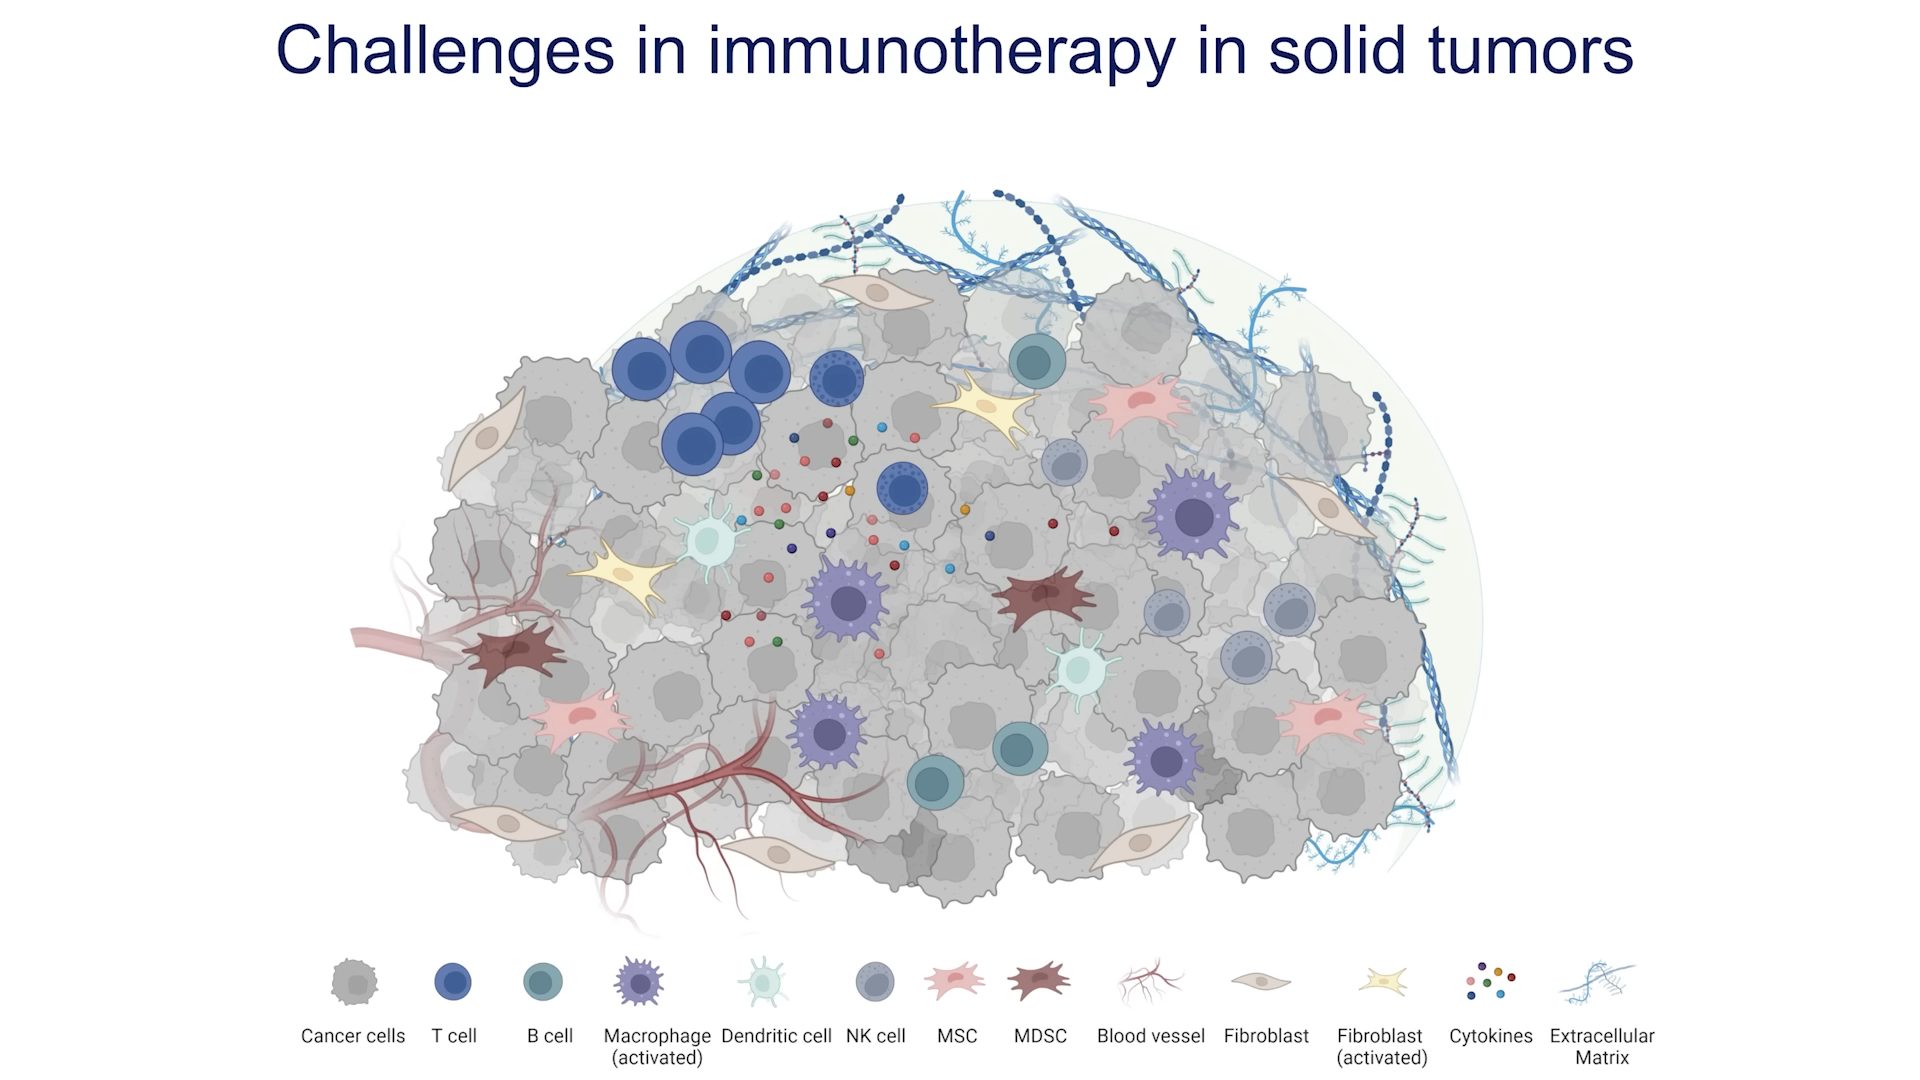 Challenges in immunotherapy in solid tumors
Cancer cells
T cell
B cell
Macrophage
(activated)
Dendritic cell
NK cell
MSC
MDSC
Blood vessel
Fibroblast
Fibroblast
(activated)
Cytokines
Extracellular
Matrix